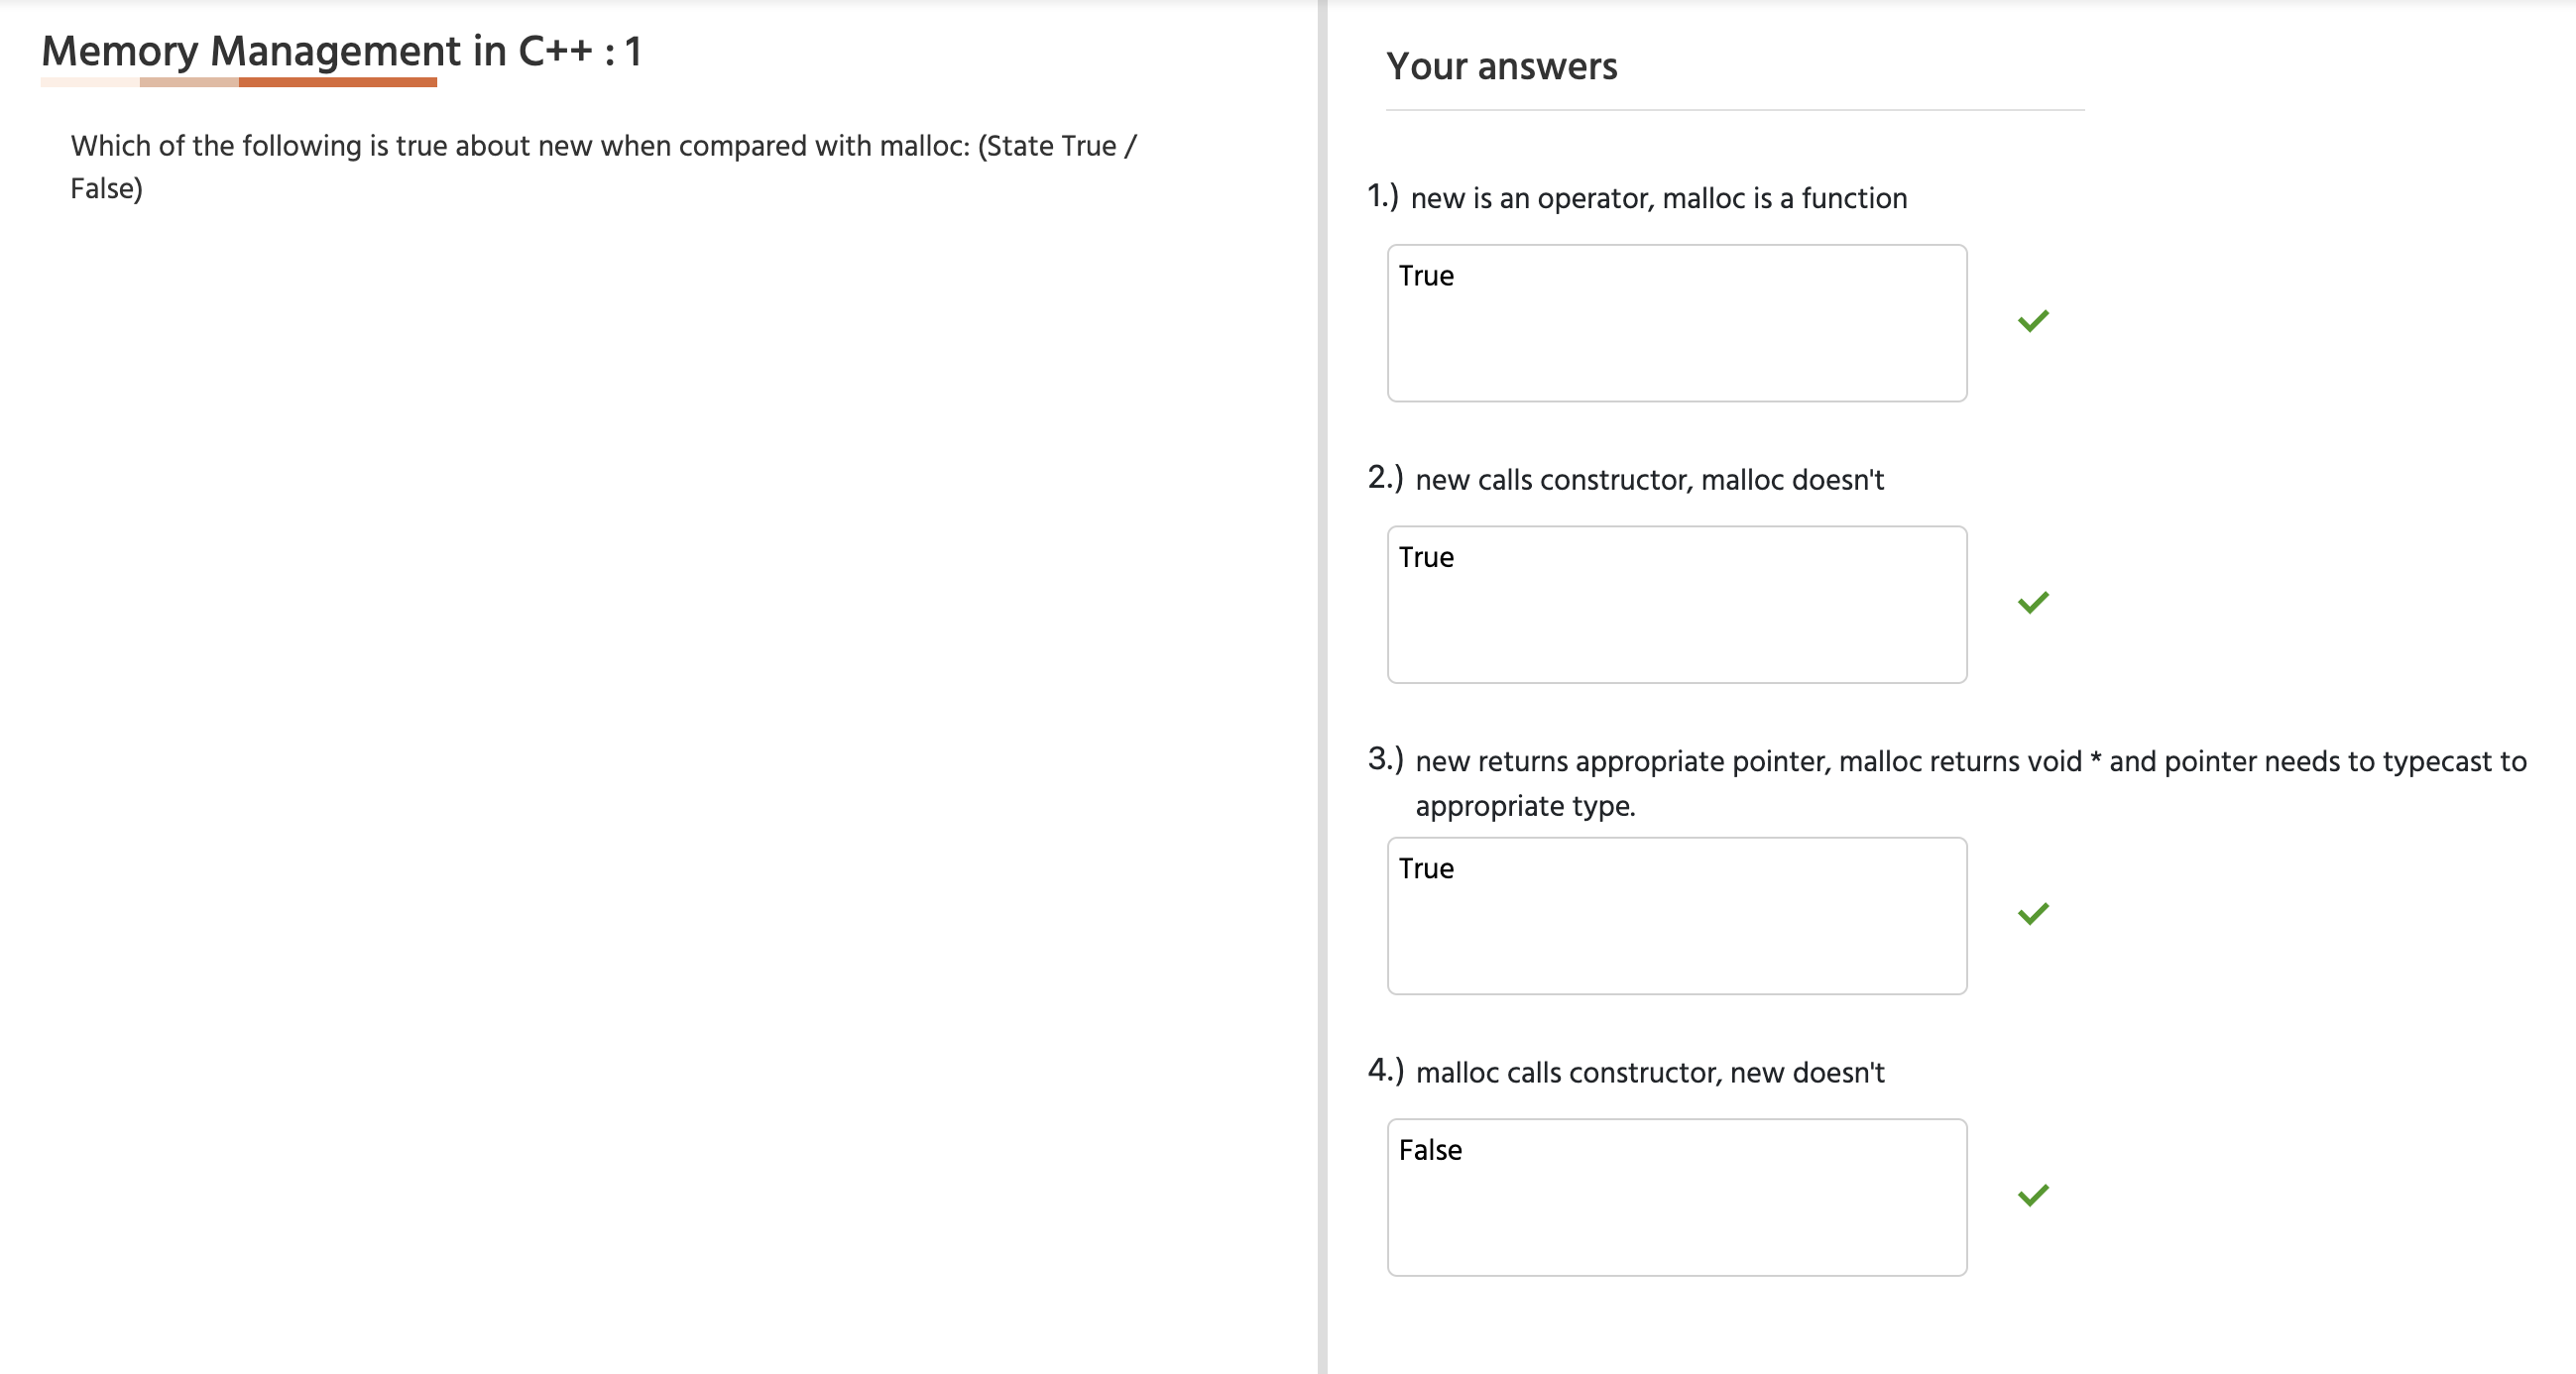 Memory Management in C++ : 1
Which of the following is true about new when compared with malloc: (State True /
False)
Your answers
1.) new is an operator, malloc is a function
True
2.) new calls constructor, malloc doesn't
True
3.) new returns appropriate pointer, malloc returns void * and pointer needs to typecast to
appropriate type.
True
4.) malloc calls constructor, new doesn't
False